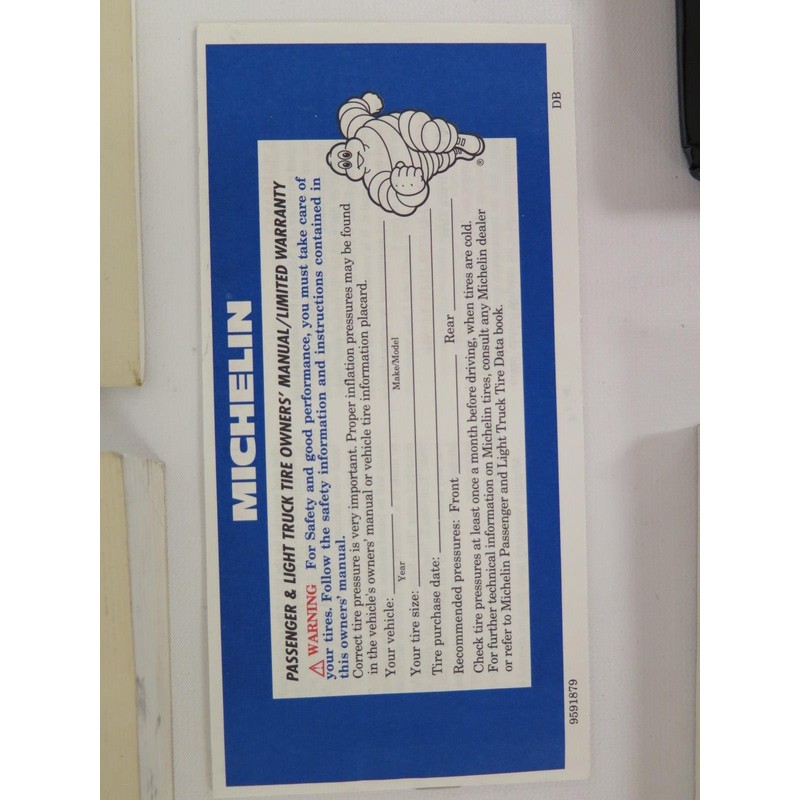 MICHELIN®
PASSENGER & LIGHT TRUCK TIRE OWNERS' MANUAL/LIMITED WARRANTY
⚠ WARNING For Safety and good performance, you must take care of
your tires. Follow the safety information and instructions contained in
this owners' manual.
Correct tire pressure is very important. Proper inflation pressures may be found
in the vehicle's owners' manual or vehicle tire information placard.
Your vehicle:
Year Make/Model
Your tire size:
Tire purchase date:
Recommended pressures: Front Rear
Check tire pressures at least once a month before driving, when tires are cold.
For further technical information on Michelin tires, consult any Michelin dealer
or refer to Michelin Passenger and Light Truck Tire Data book.
®
9591879 DB